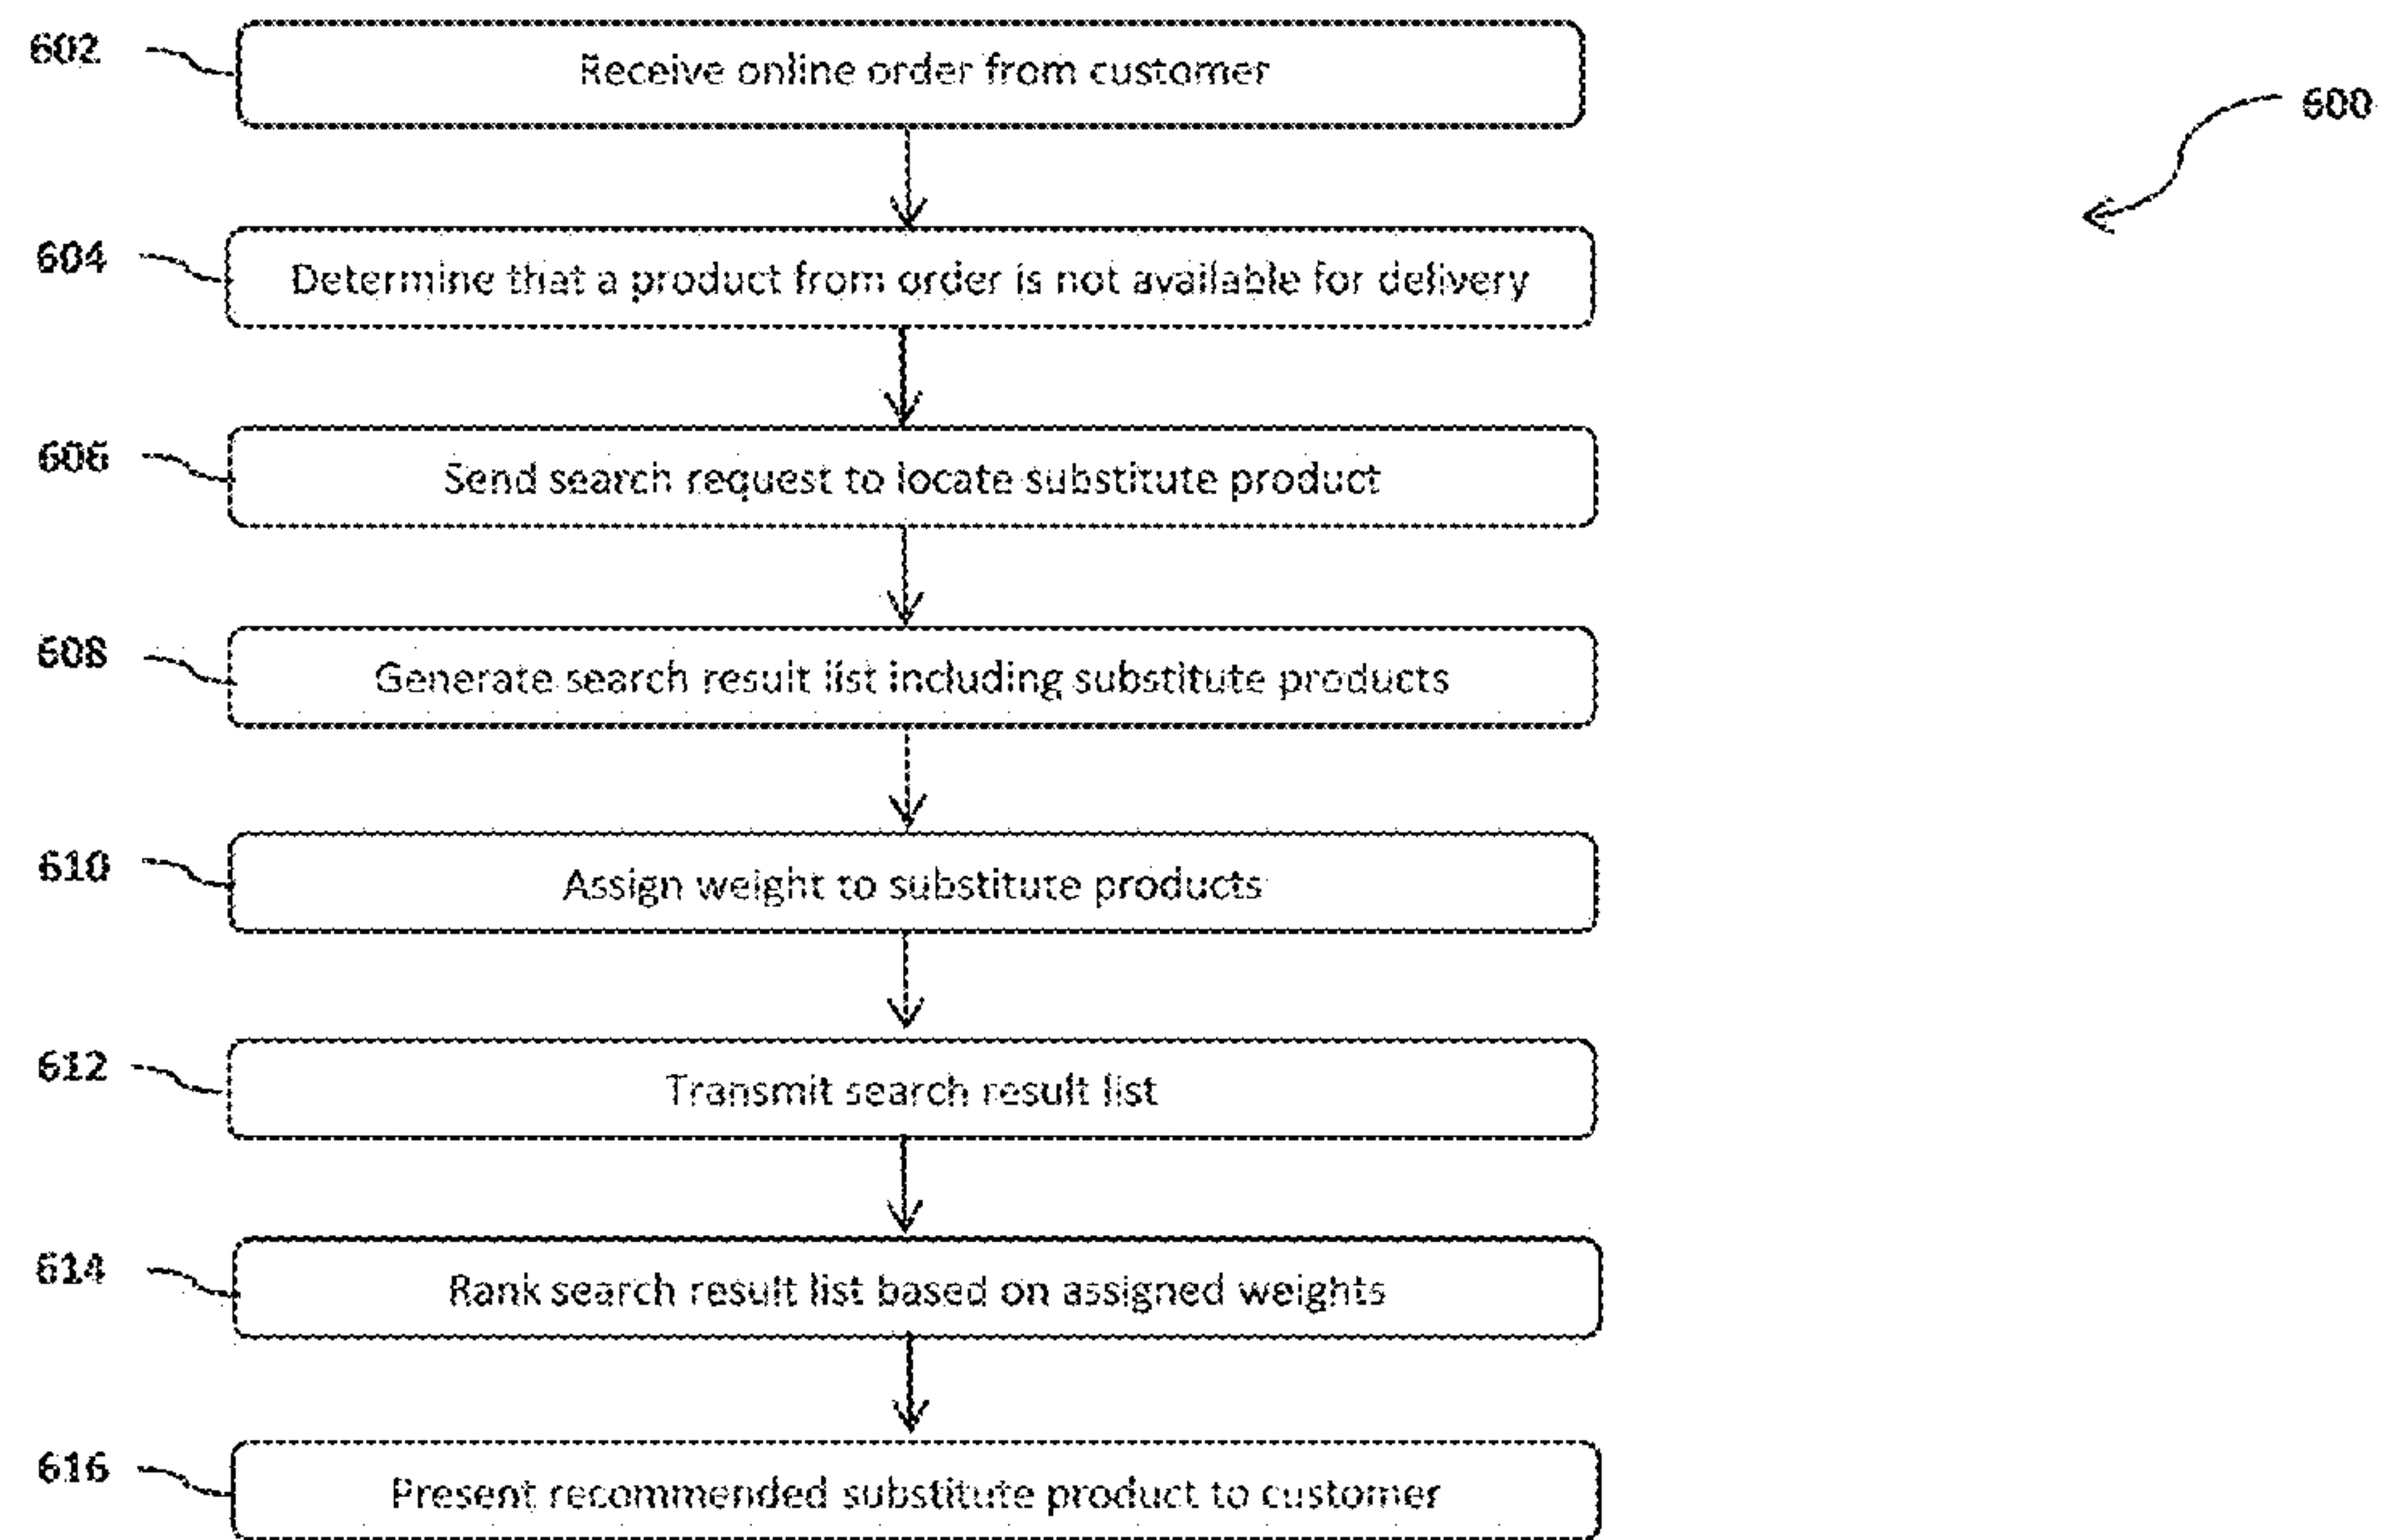 602 Receive online order from customer
600
604 Determine that a product from order is not available for delivery
606 Send search request to locate substitute product
608 Generate search result list including substitute products
610 Assign weight to substitute products
612 Transmit search result list
614 Rank search result list based on assigned weights
616 Present recommended substitute product to customer